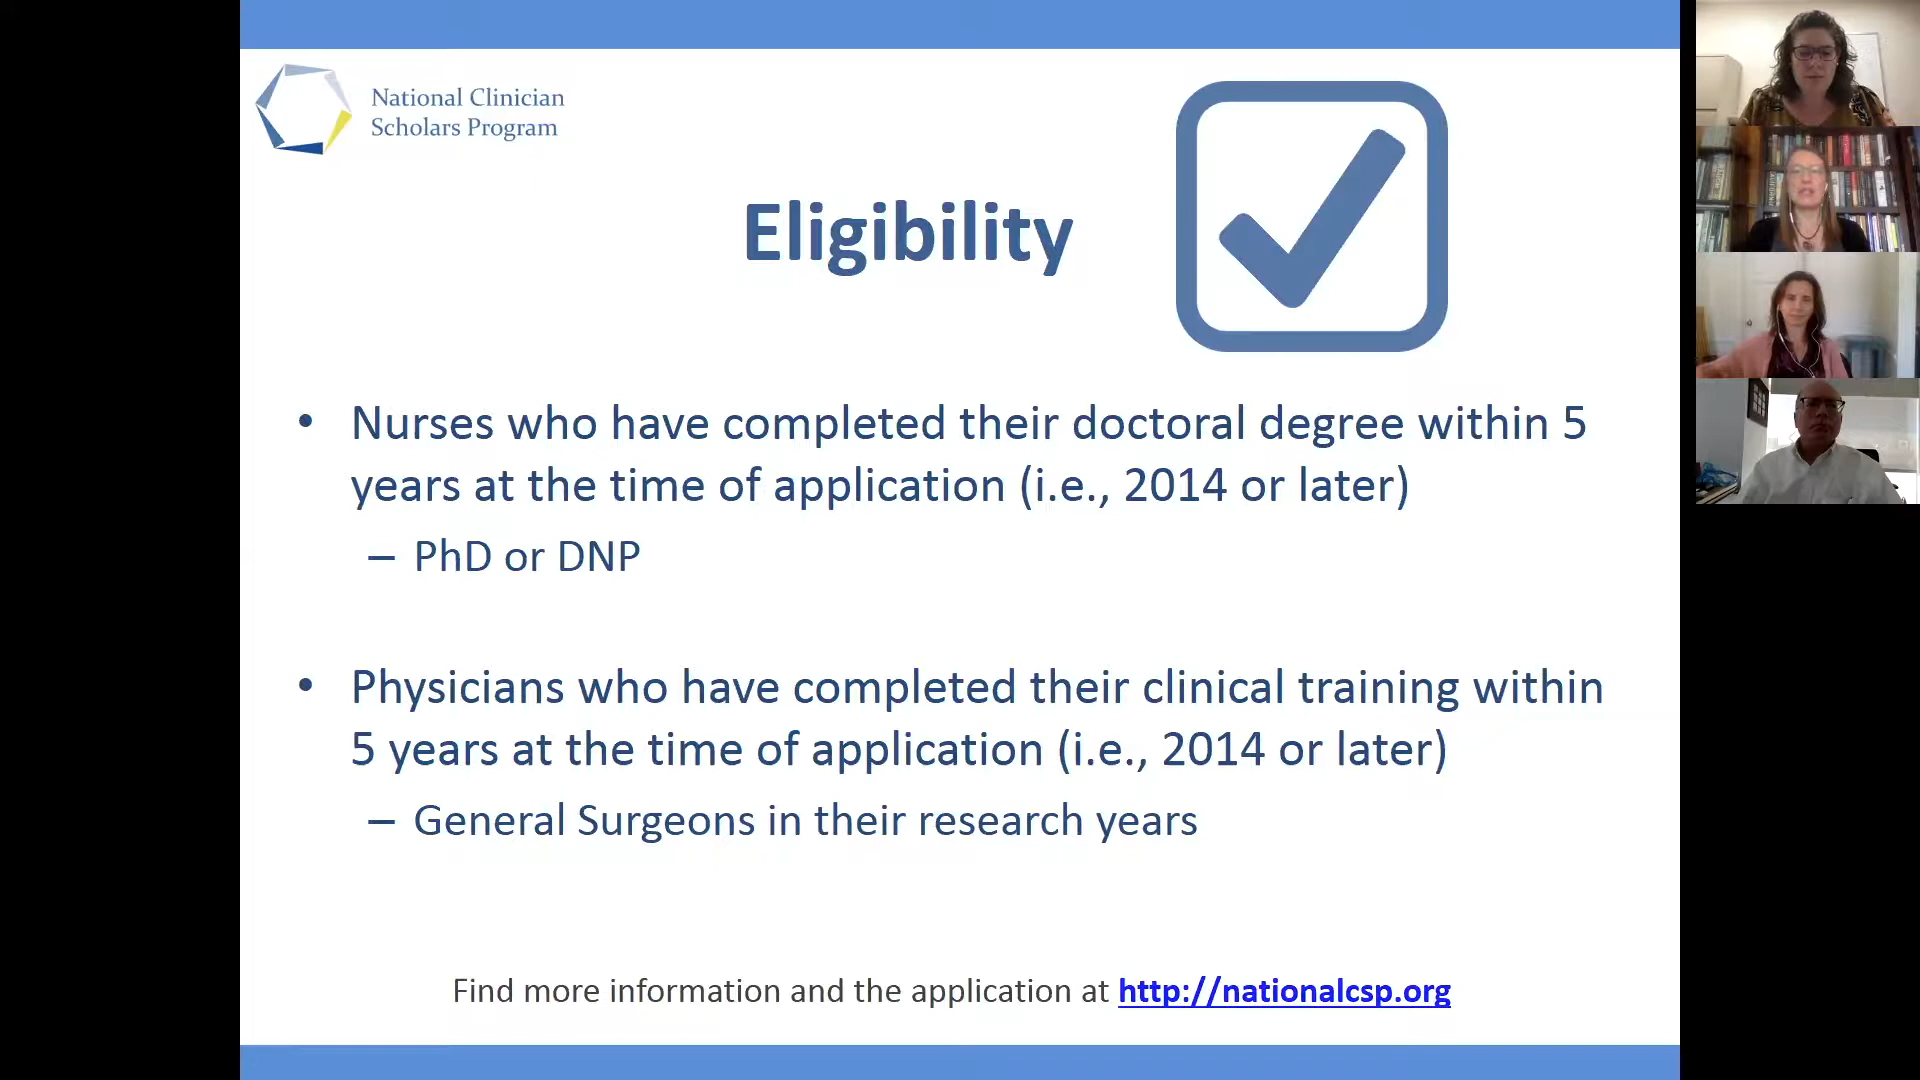 National Clinician
Scholars Program
Eligibility
• Nurses who have completed their doctoral degree within 5
years at the time of application (i.e., 2014 or later)
– PhD or DNP
• Physicians who have completed their clinical training within
5 years at the time of application (i.e., 2014 or later)
– General Surgeons in their research years
Find more information and the application at http://nationalcsp.org